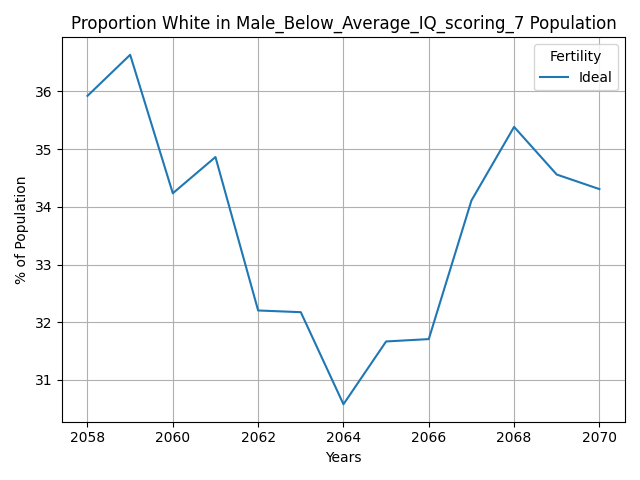 Proportion White in Male_Below_Average_IQ_scoring_7 Population
Fertility
Ideal
36
35
34
33
32
31
% of Population
2058
2060
2062
2064
2066
2068
2070
Years